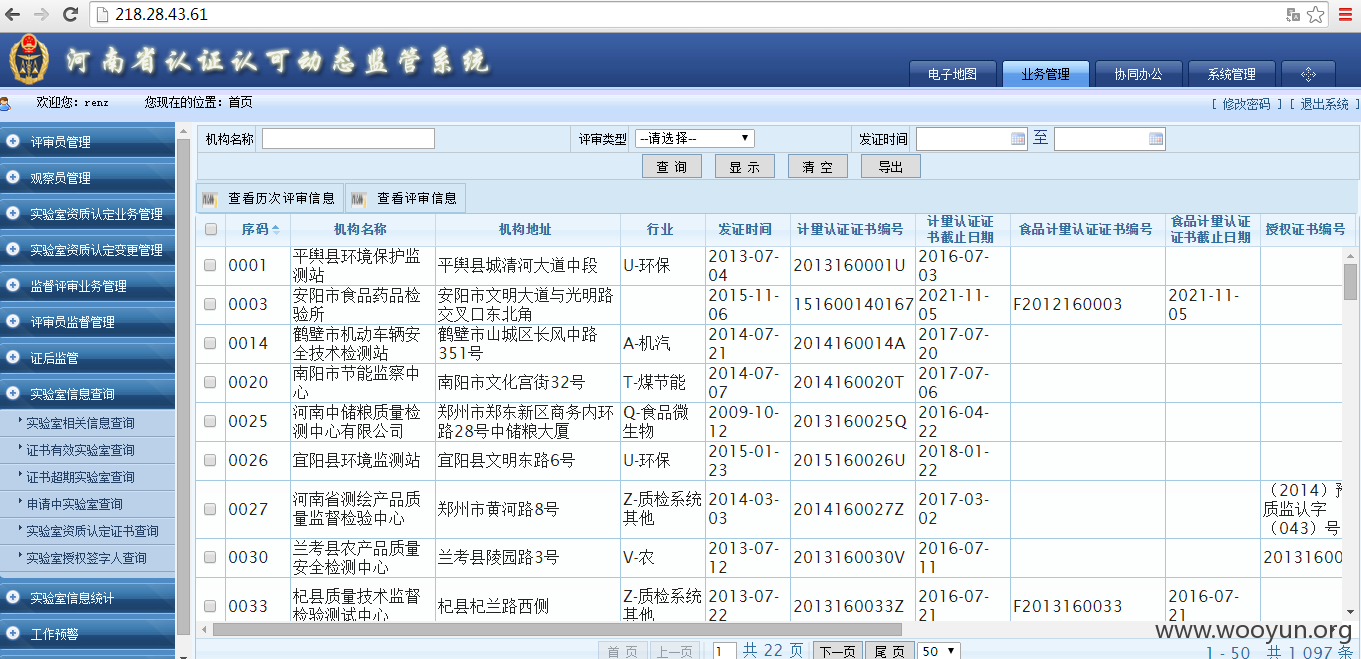 218.28.43.61
河南省认证认可动态监管系统
电子地图 业务管理 协同办公 系统管理
欢迎您：renz 您现在的位置：首页 [ 修改密码 ] [ 退出系统 ]
评审员管理
观察员管理
实验室资质认定业务管理
实验室资质认定变更管理
监督评审业务管理
评审员监督管理
证后监管
实验室信息查询
实验室相关信息查询
证书有效实验室查询
证书超期实验室查询
申请中实验室查询
实验室资质认定证书查询
实验室授权签字人查询
实验室信息统计
工作预警
机构名称 评审类型 --请选择-- 发证时间 至
查 询 显 示 清 空 导出
查看历次评审信息 查看评审信息
序码 机构名称 机构地址 行业 发证时间 计量认证证书编号 计量认证证
书截止日期 食品计量认证证书编号 食品计量认证
证书截止日期 授权证书编号
0001 平舆县环境保护监
测站 平舆县城清河大道中段 U-环保 2013-07-
04 2013160001U 2016-07-
03
0003 安阳市食品药品检
验所 安阳市文明大道与光明路
交叉口东北角 2015-11-
06 151600140167 2021-11-
05 F2012160003 2021-11-
05
0014 鹤壁市机动车辆安
全技术检测站 鹤壁市山城区长风中路
351号 A-机汽 2014-07-
21 2014160014A 2017-07-
20
0020 南阳市节能监察中
心 南阳市文化宫街32号 T-煤节能 2014-07-
07 2014160020T 2017-07-
06
0025 河南中储粮质量检
测中心有限公司 郑州市郑东新区商务内环
路28号中储粮大厦 Q-食品微
生物 2009-10-
12 2013160025Q 2016-04-
22
0026 宜阳县环境监测站 宜阳县文明东路6号 U-环保 2015-01-
23 2015160026U 2018-01-
22
0027 河南省测绘产品质
量监督检验中心 郑州市黄河路8号 Z-质检系统
其他 2014-03-
03 2014160027Z 2017-03-
02 （2014）
质监认字
（043）号
0030 兰考县农产品质量
安全检测中心 兰考县陵园路3号 V-农 2013-07-
12 2013160030V 2016-07-
11 20131600
0033 杞县质量技术监督
检验测试中心 杞县杞兰路西侧 Z-质检系统
其他 2013-07-
22 2013160033Z 2016-07-
21 F2013160033 2016-07-
21
www.wooyun.org
首 页 上一页 1 共 22 页 下一页 尾 页 50
1 - 50 共 1 097 条